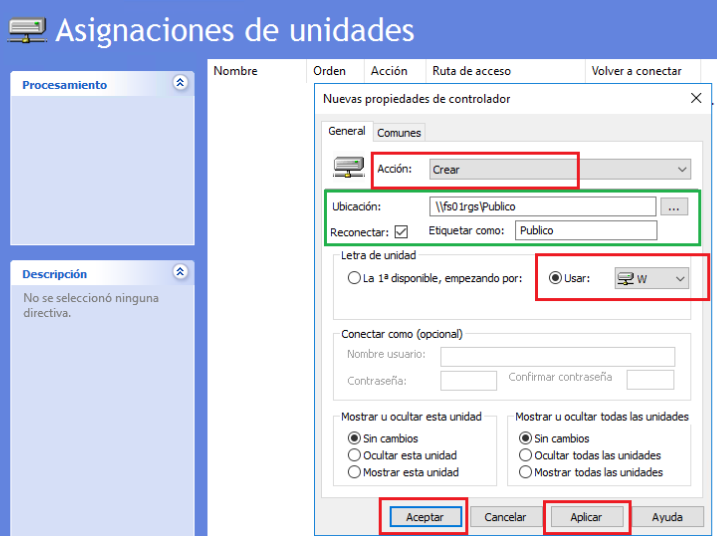 Asignaciones de unidades
Procesamiento
Descripción
No se seleccionó ninguna
directiva.
Nombre Orden Acción Ruta de acceso Volver a conectar
Nuevas propiedades de controlador
General Comunes
Acción: Crear
Ubicación: \\fs01rgs\Publico ...
Reconectar: Etiquetar como: Publico
Letra de unidad
La 1ª disponible, empezando por: Usar: W
Conectar como (opcional)
Nombre usuario:
Contraseña: Confirmar contraseña
Mostrar u ocultar esta unidad Mostrar u ocultar todas las unidades
Sin cambios Sin cambios
Ocultar esta unidad Ocultar todas las unidades
Mostrar esta unidad Mostrar todas las unidades
Aceptar Cancelar Aplicar Ayuda